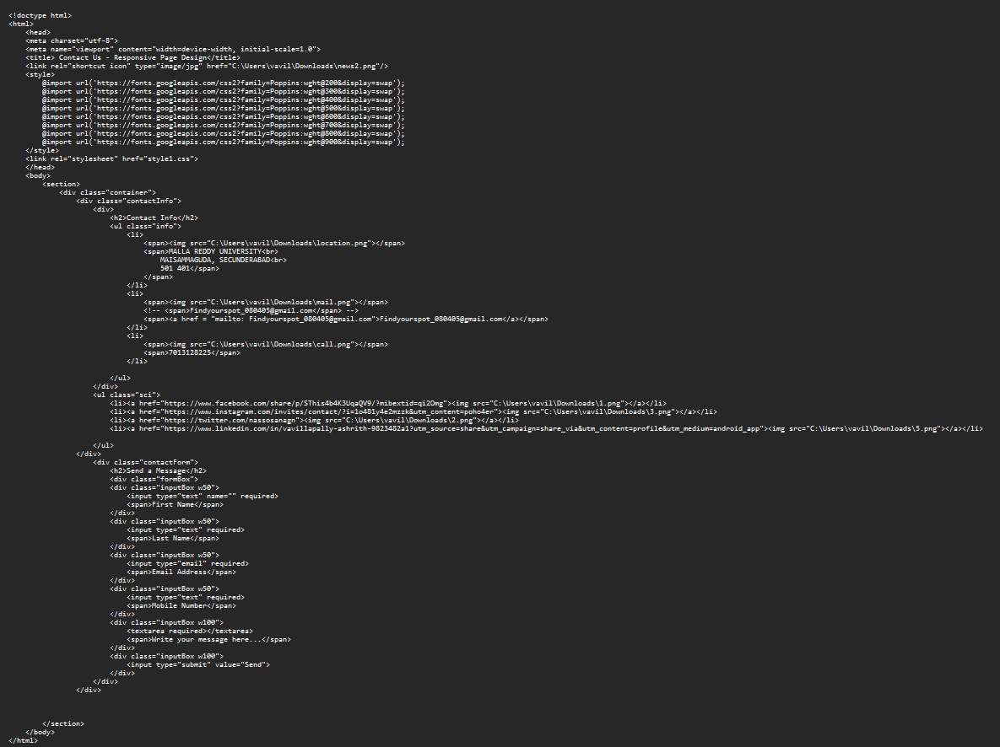 <!doctype html>
<html>
<head>
<meta charset="utf-8">
<meta name="viewport" content="width=device-width, initial-scale=1.0">
<title> Contact Us - Responsive Page Design</title>
<link rel="shortcut icon" type="image/jpg" href="C:\Users\vavil\Downloads\news2.png"/>
<style>
@import url('https://fonts.googleapis.com/css2?family=Poppins:wght@200&display=swap');
@import url('https://fonts.googleapis.com/css2?family=Poppins:wght@300&display=swap');
@import url('https://fonts.googleapis.com/css2?family=Poppins:wght@400&display=swap');
@import url('https://fonts.googleapis.com/css2?family=Poppins:wght@500&display=swap');
@import url('https://fonts.googleapis.com/css2?family=Poppins:wght@600&display=swap');
@import url('https://fonts.googleapis.com/css2?family=Poppins:wght@700&display=swap');
@import url('https://fonts.googleapis.com/css2?family=Poppins:wght@800&display=swap');
@import url('https://fonts.googleapis.com/css2?family=Poppins:wght@900&display=swap');
</style>
<link rel="stylesheet" href="style1.css">
</head>
<body>
<section>
<div class="container">
<div class="contactInfo">
<div>
<h2>Contact Info</h2>
<ul class="info">
<li>
<span><img src="C:\Users\vavil\Downloads\location.png"></span>
<span>MALLA REDDY UNIVERSITY<br>
MAISAMMAGUDA, SECUNDERABAD<br>
501 401</span>
</span>
</li>
<li>
<span><img src="C:\Users\vavil\Downloads\mail.png"></span>
<!-- <span>Findyourspot_080405@gmail.com</span> -->
<span><a href = "mailto: Findyourspot_080405@gmail.com">Findyourspot_080405@gmail.com</a></span>
</li>
<li>
<span><img src="C:\Users\vavil\Downloads\call.png"></span>
<span>7013128225</span>
</li>
</ul>
</div>
<ul class="sci">
<li><a href="https://www.facebook.com/share/p/SThis4b4K3UqaQV9/?mibextid=qi2Omg"><img src="C:\Users\vavil\Downloads\1.png"></a></li>
<li><a href="https://www.instagram.com/invites/contact/?i=1o481y4e2mzzk&utm_content=poho4er"><img src="C:\Users\vavil\Downloads\3.png"></a></li>
<li><a href="https://twitter.com/nassosanagn"><img src="C:\Users\vavil\Downloads\2.png"></a></li>
<li><a href="https://www.linkedin.com/in/vavillapally-ashrith-9823482a1?utm_source=share&utm_campaign=share_via&utm_content=profile&utm_medium=android_app"><img src="C:\Users\vavil\Downloads\5.png"></a></li>
</ul>
</div>
<div class="contactForm">
<h2>Send a Message</h2>
<div class="formBox">
<div class="inputBox w50">
<input type="text" name="" required>
<span>First Name</span>
</div>
<div class="inputBox w50">
<input type="text" required>
<span>Last Name</span>
</div>
<div class="inputBox w50">
<input type="email" required>
<span>Email Address</span>
</div>
<div class="inputBox w50">
<input type="text" required>
<span>Mobile Number</span>
</div>
<div class="inputBox w100">
<textarea required></textarea>
<span>Write your message here...</span>
</div>
<div class="inputBox w100">
<input type="submit" value="Send">
</div>
</div>
</div>
</section>
</body>
</html>